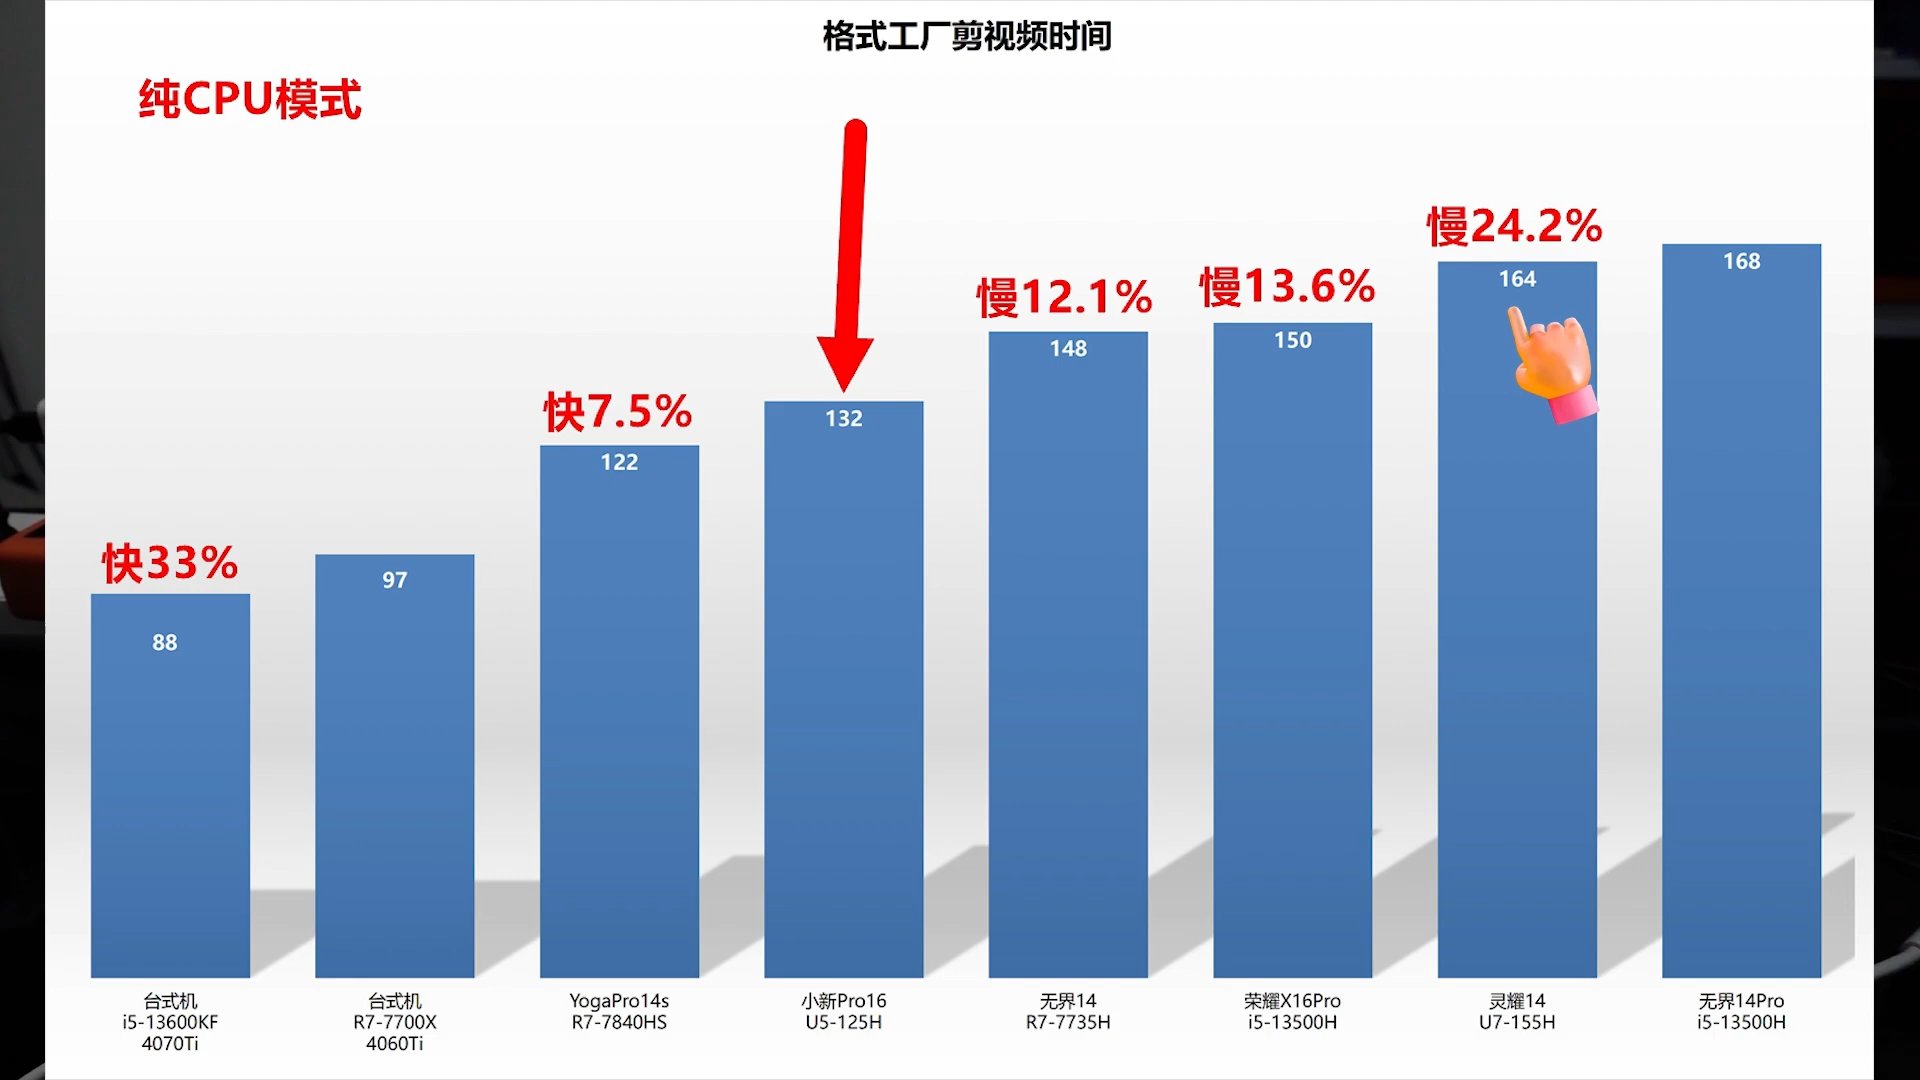 格式工厂剪视频时间
纯CPU模式
慢24.2%
168
164
慢13.6%
慢12.1%
150
148
快7.5%
132
122
快33%
97
88
台式机
i5-13600KF
4070Ti
台式机
R7-7700X
4060Ti
YogaPro14s
R7-7840HS
小新Pro16
U5-125H
无界14
R7-7735H
荣耀X16Pro
i5-13500H
灵耀14
U7-155H
无界14Pro
i5-13500H